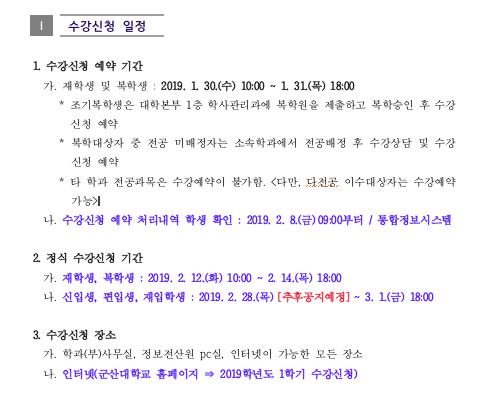 Ⅰ 수강신청 일정
1. 수강신청 예약 기간
가. 재학생 및 복학생 : 2019. 1. 30.(수) 10:00 ~ 1. 31.(목) 18:00
* 조기복학생은 대학본부 1층 학사관리과에 복학원을 제출하고 복학승인 후 수강
신청 예약
* 복학대상자 중 전공 미배정자는 소속학과에서 전공배정 후 수강상담 및 수강
신청 예약
* 타 학과 전공과목은 수강예약이 불가함. <다만, 다전공 이수대상자는 수강예약
가능>
나. 수강신청 예약 처리내역 학생 확인 : 2019. 2. 8.(금) 09:00부터 / 통합정보시스템
2. 정식 수강신청 기간
가. 재학생, 복학생 : 2019. 2. 12.(화) 10:00 ~ 2. 14.(목) 18:00
나. 신입생, 편입생, 재입학생 : 2019. 2. 28.(목) [추후공지예정] ~ 3. 1.(금) 18:00
3. 수강신청 장소
가. 학과(부)사무실, 정보전산원 pc실, 인터넷이 가능한 모든 장소
나. 인터넷(군산대학교 홈페이지 ⇒ 2019학년도 1학기 수강신청)